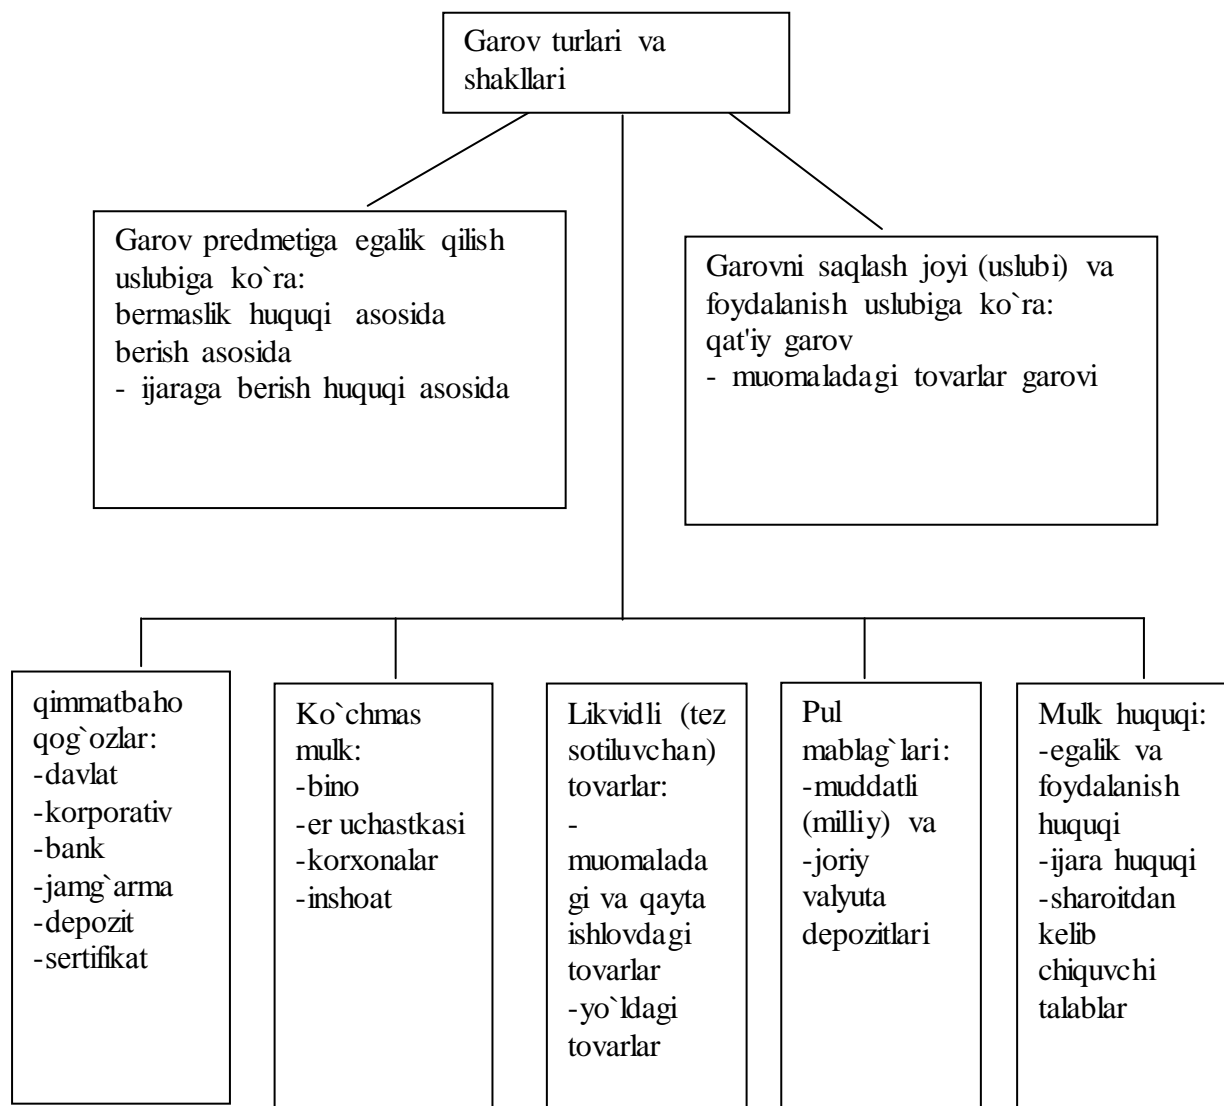 Garov turlari va
shakllari
Garov predmetiga egalik qilish
uslubiga ko`ra:
bermaslik huquqi asosida
berish asosida
- ijaraga berish huquqi asosida
Garovni saqlash joyi (uslubi) va
foydalanish uslubiga ko`ra:
qat'iy garov
- muomaladagi tovarlar garovi
qimmatbaho
qog`ozlar:
-davlat
-korporativ
-bank
-jamg`arma
-depozit
-sertifikat
Ko`chmas
mulk:
-bino
-er uchastkasi
-korxonalar
-inshoat
Likvidli (tez
sotiluvchan)
tovarlar:
-
muomalada
gi va qayta
ishlovdagi
tovarlar
-yo`ldagi
tovarlar
Pul
mablag`lari:
-muddatli
(milliy) va
-joriy
valyuta
depozitlari
Mulk huquqi:
-egalik va
foydalanish
huquqi
-ijara huquqi
-sharoitdan
kelib
chiquvchi
talablar